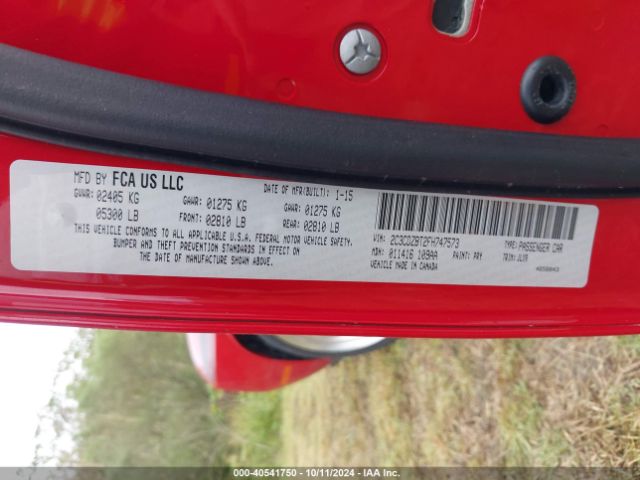 MFD BY FCA US LLC
DATE OF MFR(BUILT): 1-15
GVWR: 02405 KG GAWR: 01275 KG GAWR: 01275 KG
05300 LB FRONT: 02810 LB REAR: 02810 LB
THIS VEHICLE CONFORMS TO ALL APPLICABLE U.S.A. FEDERAL MOTOR VEHICLE SAFETY,
BUMPER AND THEFT PREVENTION STANDARDS IN EFFECT ON
THE DATE OF MANUFACTURE SHOWN ABOVE.
VIN: 2C3CDZBT2FH747573 TYPE: PASSENGER CAR
MDH: 011416 109AA PAINT: PRY TRIM: JLXR
VEHICLE MADE IN CANADA
000-40541750 - 10/11/2024 - IAA Inc.